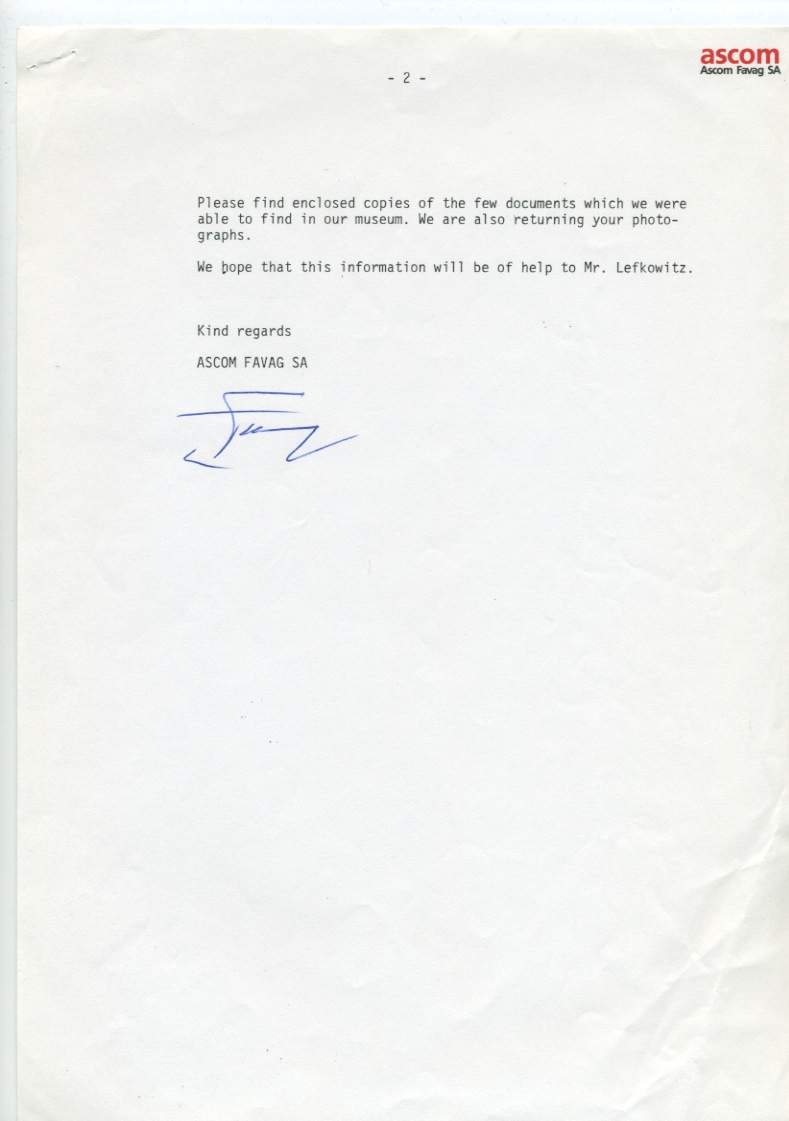 ascom
Ascom Favag SA
- 2 -
Please find enclosed copies of the few documents which we were
able to find in our museum. We are also returning your photo-
graphs.
We hope that this information will be of help to Mr. Lefkowitz.
Kind regards
ASCOM FAVAG SA